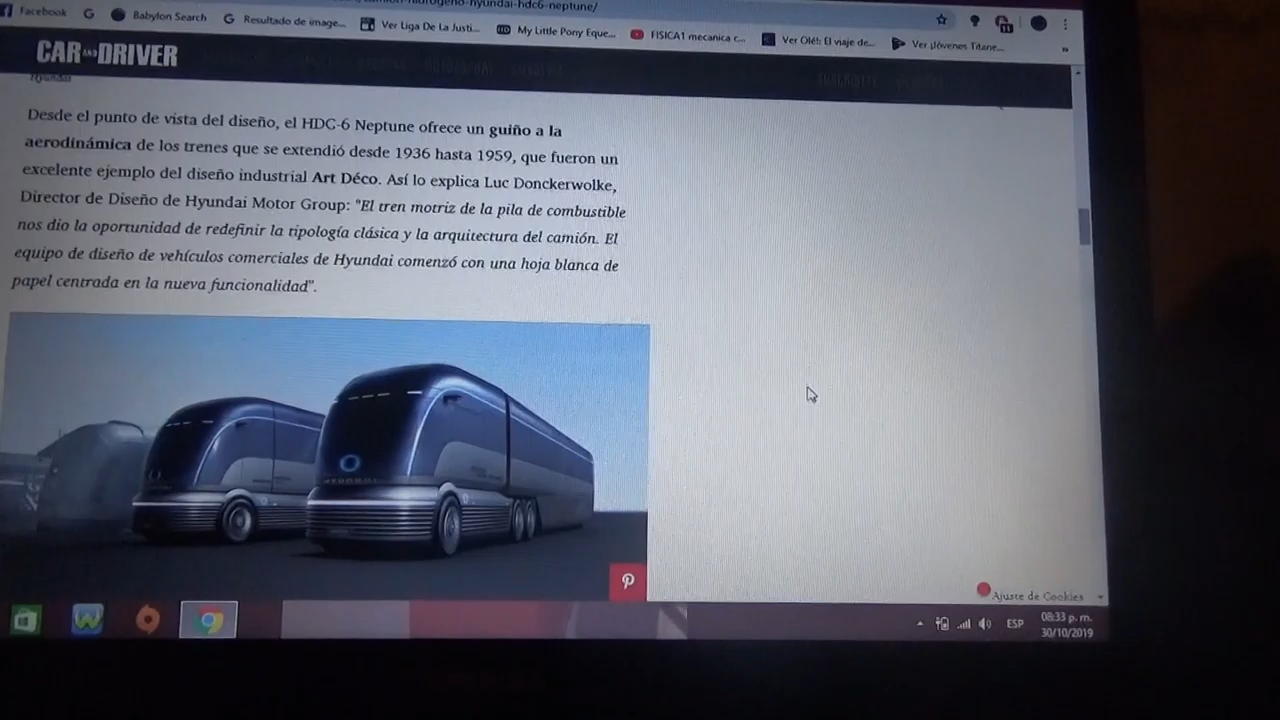 hidrogeno-hyundai-hdc6-neptune/
Facebook
Babylon Search
Resultado de image...
Ver Liga De La Justi...
My Little Pony Eque...
FISICA1 mecanica c...
Ver Olé!: El viaje de...
Ver ¡Jóvenes Titane...
»
CAR AND DRIVER
Hyundai
Desde el punto de vista del diseño, el HDC-6 Neptune ofrece un guiño a la
aerodinámica de los trenes que se extendió desde 1936 hasta 1959, que fueron un
excelente ejemplo del diseño industrial Art Déco. Así lo explica Luc Donckerwolke,
Director de Diseño de Hyundai Motor Group: "El tren motriz de la pila de combustible
nos dio la oportunidad de redefinir la tipología clásica y la arquitectura del camión. El
equipo de diseño de vehículos comerciales de Hyundai comenzó con una hoja blanca de
papel centrada en la nueva funcionalidad".
HYUNDAI
Ajuste de Cookies
ESP
08:33 p. m.
30/10/2019